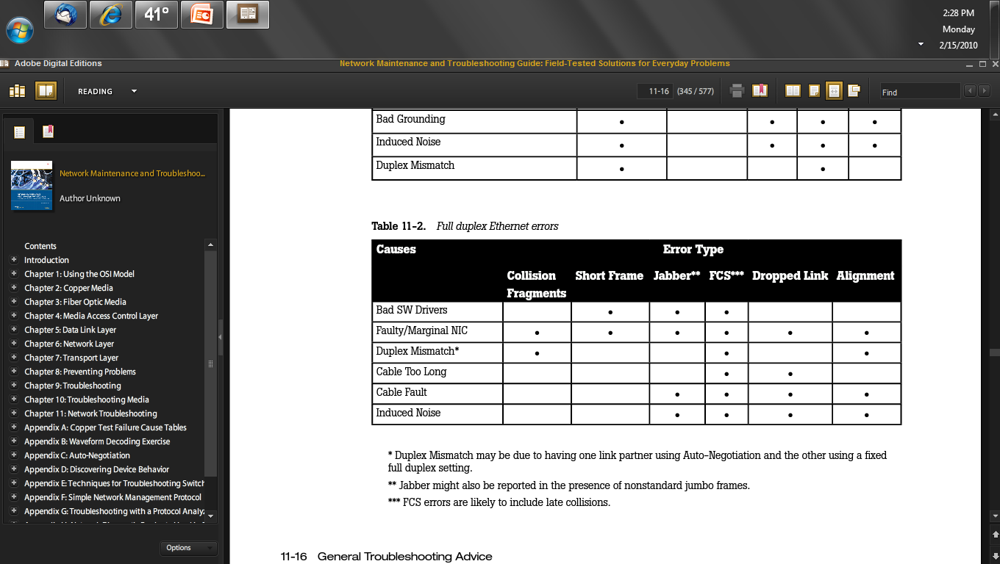 41°
2:28 PM
Monday
2/15/2010
Adobe Digital Editions
Network Maintenance and Troubleshooting Guide: Field-Tested Solutions for Everyday Problems
READING
11-16 (345 / 577)
Find
Network Maintenance and Troubleshoo...
Author Unknown
Contents
Introduction
Chapter 1: Using the OSI Model
Chapter 2: Copper Media
Chapter 3: Fiber Optic Media
Chapter 4: Media Access Control Layer
Chapter 5: Data Link Layer
Chapter 6: Network Layer
Chapter 7: Transport Layer
Chapter 8: Preventing Problems
Chapter 9: Troubleshooting
Chapter 10: Troubleshooting Media
Chapter 11: Network Troubleshooting
Appendix A: Copper Test Failure Cause Tables
Appendix B: Waveform Decoding Exercise
Appendix C: Auto-Negotiation
Appendix D: Discovering Device Behavior
Appendix E: Techniques for Troubleshooting Switch
Appendix F: Simple Network Management Protocol
Appendix G: Troubleshooting with a Protocol Analyz
Options
Bad Grounding • • • •
Induced Noise • • • •
Duplex Mismatch • •
Table 11-2. Full duplex Ethernet errors
Causes Error Type
Collision Short Frame Jabber** FCS*** Dropped Link Alignment
Fragments
Bad SW Drivers • • •
Faulty/Marginal NIC • • • • • •
Duplex Mismatch* • • •
Cable Too Long • •
Cable Fault • • • •
Induced Noise • • • •
* Duplex Mismatch may be due to having one link partner using Auto-Negotiation and the other using a fixed
full duplex setting.
** Jabber might also be reported in the presence of nonstandard jumbo frames.
*** FCS errors are likely to include late collisions.
11-16 General Troubleshooting Advice